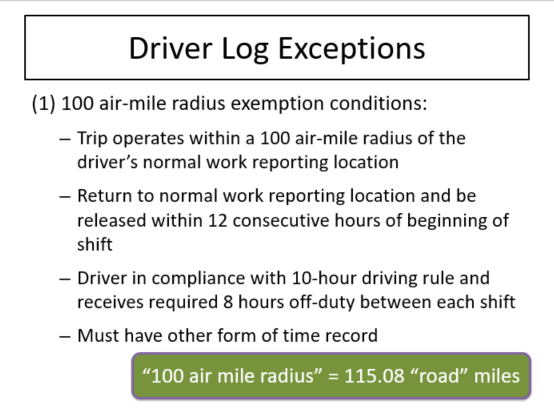 Driver Log Exceptions
(1) 100 air-mile radius exemption conditions:
– Trip operates within a 100 air-mile radius of the
driver’s normal work reporting location
– Return to normal work reporting location and be
released within 12 consecutive hours of beginning of
shift
– Driver in compliance with 10-hour driving rule and
receives required 8 hours off-duty between each shift
– Must have other form of time record
“100 air mile radius” = 115.08 “road” miles